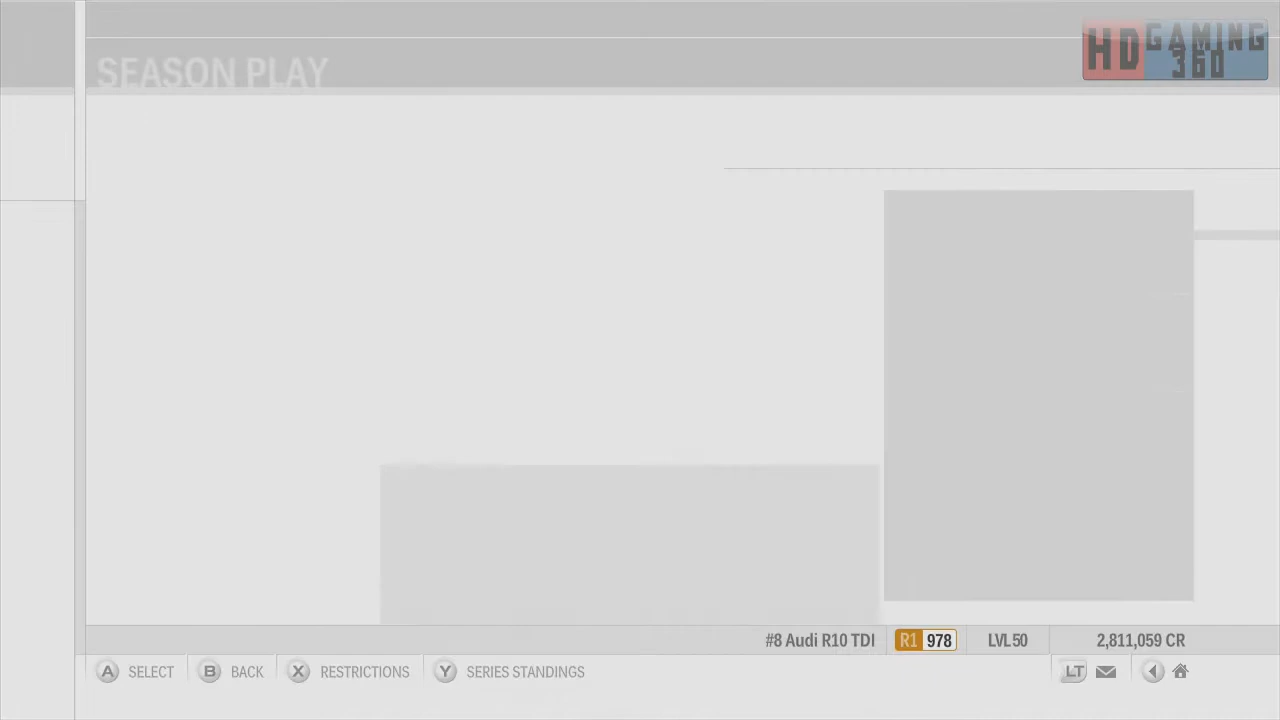 HD GAMING
360
SEASON PLAY
#8 Audi R10 TDI R1 978 LVL 50 2,811,059 CR
A SELECT B BACK X RESTRICTIONS Y SERIES STANDINGS LT